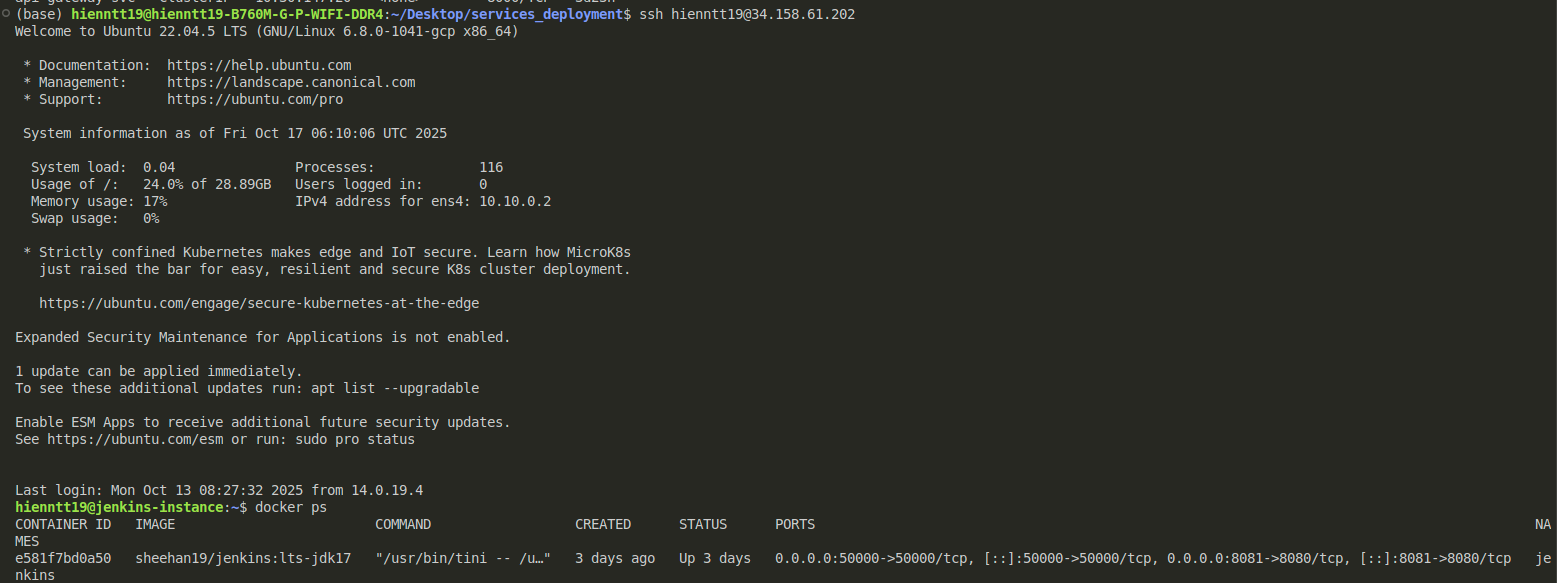 (base) hienntt19@hienntt19-B760M-G-P-WIFI-DDR4:~/Desktop/services_deployment$ ssh hienntt19@34.158.61.202
Welcome to Ubuntu 22.04.5 LTS (GNU/Linux 6.8.0-1041-gcp x86_64)
* Documentation:  https://help.ubuntu.com
* Management:     https://landscape.canonical.com
* Support:        https://ubuntu.com/pro
System information as of Fri Oct 17 06:10:06 UTC 2025
System load:  0.04               Processes:             116
Usage of /:   24.0% of 28.89GB   Users logged in:       0
Memory usage: 17%                IPv4 address for ens4: 10.10.0.2
Swap usage:   0%
* Strictly confined Kubernetes makes edge and IoT secure. Learn how MicroK8s
just raised the bar for easy, resilient and secure K8s cluster deployment.
https://ubuntu.com/engage/secure-kubernetes-at-the-edge
Expanded Security Maintenance for Applications is not enabled.
1 update can be applied immediately.
To see these additional updates run: apt list --upgradable
Enable ESM Apps to receive additional future security updates.
See https://ubuntu.com/esm or run: sudo pro status
Last login: Mon Oct 13 08:27:32 2025 from 14.0.19.4
hienntt19@jenkins-instance:~$ docker ps
CONTAINER ID   IMAGE                         COMMAND                  CREATED      STATUS      PORTS                                                                                          NA
MES
e581f7bd0a50   sheehan19/jenkins:lts-jdk17   "/usr/bin/tini -- /u…"   3 days ago   Up 3 days   0.0.0.0:50000->50000/tcp, [::]:50000->50000/tcp, 0.0.0.0:8081->8080/tcp, [::]:8081->8080/tcp   je
nkins